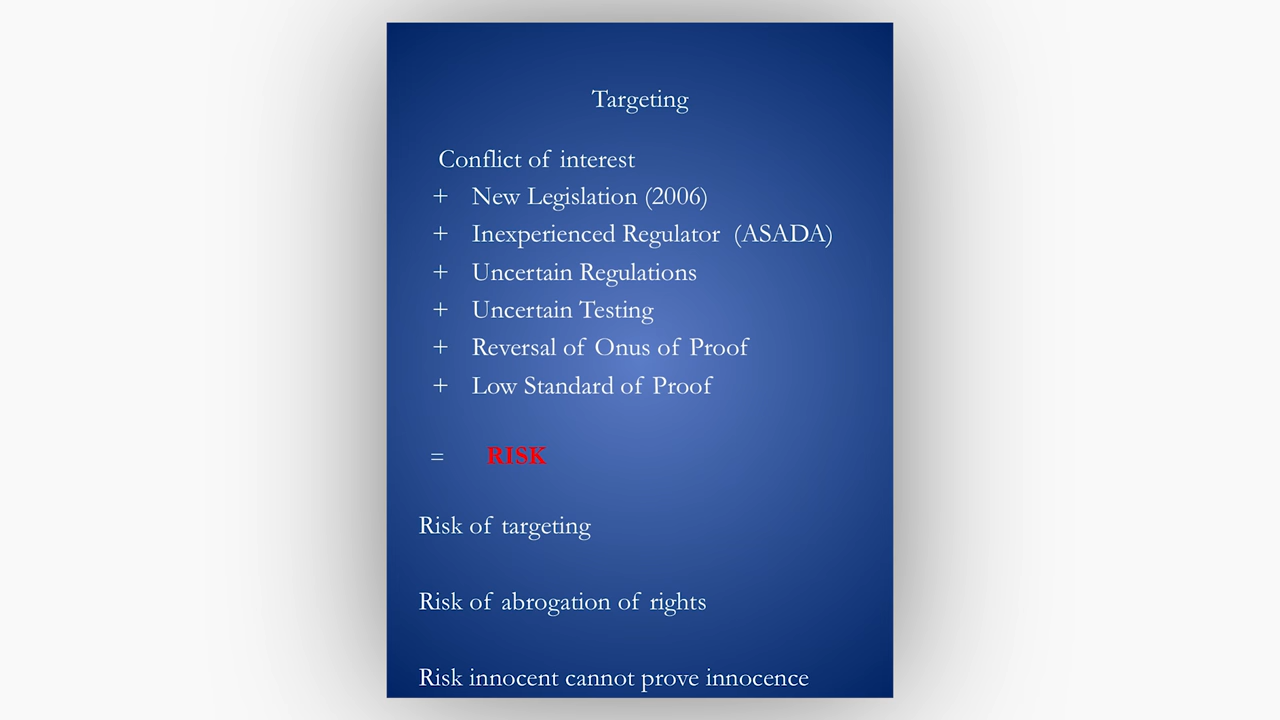 Targeting
Conflict of interest
+ New Legislation (2006)
+ Inexperienced Regulator (ASADA)
+ Uncertain Regulations
+ Uncertain Testing
+ Reversal of Onus of Proof
+ Low Standard of Proof
= RISK
Risk of targeting
Risk of abrogation of rights
Risk innocent cannot prove innocence